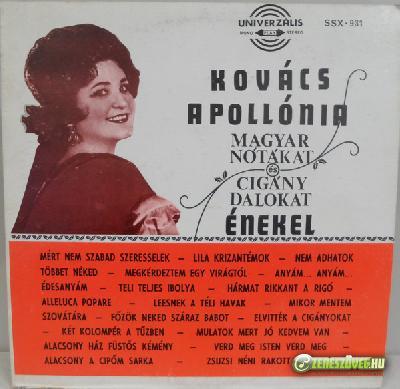 UNIVERZÁLIS
MONO STEREO
SSX-931
KOVÁCS
APOLLÓNIA
MAGYAR
NÓTÁKAT
és
CIGÁNY
DALOKAT
ÉNEKEL
MÉRT NEM SZABAD SZERESSELEK – LILA KRIZANTÉMOK – NEM ADHATOK
TÖBBET NÉKED – MEGKÉRDEZTEM EGY VIRÁGTÓL – ANYÁM... ANYÁM...
ÉDESANYÁM – TELI TELJES IBOLYA – HÁRMAT RIKKANT A RIGÓ –
ALLELUCA POPARE – LEESNEK A TÉLI HAVAK – MIKOR MENTEM
SZOVÁTÁRA – FŐZÖK NEKED SZÁRAZ BABOT – ELVITTÉK A CIGÁNYOKAT
– KÉT KOLOMPÉR A TŰZBEN – MULATOK MERT JÓ KEDVEM VAN –
ALACSONY HÁZ FÜSTÖS KÉMÉNY – VERD MEG ISTEN VERD MEG –
ALACSONY A CIPŐM SARKA – ZSUZSI NÉNI RAKOTT
ZENESZÖVEG.HU